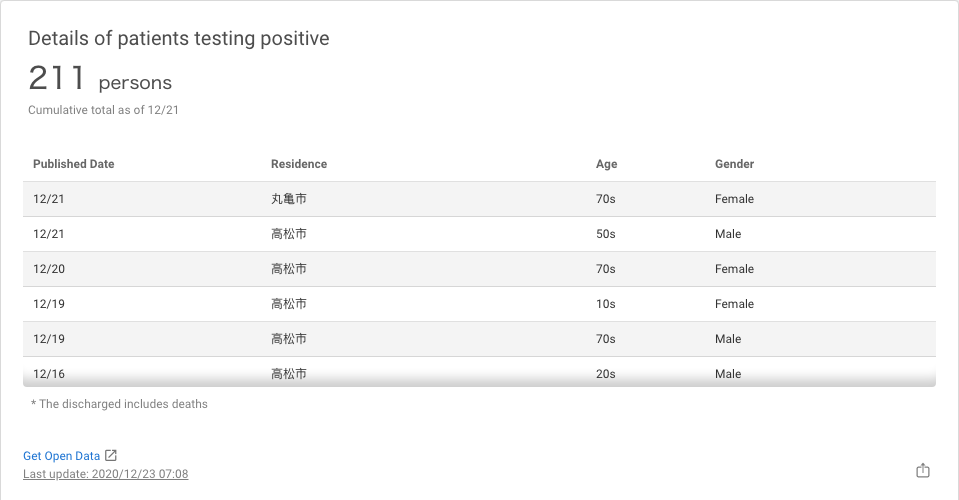 Details of patients testing positive
211 persons
Cumulative total as of 12/21
Published Date Residence Age Gender
12/21 丸亀市 70s Female
12/21 高松市 50s Male
12/20 高松市 70s Female
12/19 高松市 10s Female
12/19 高松市 70s Male
12/16 高松市 20s Male
* The discharged includes deaths
Get Open Data
Last update: 2020/12/23 07:08